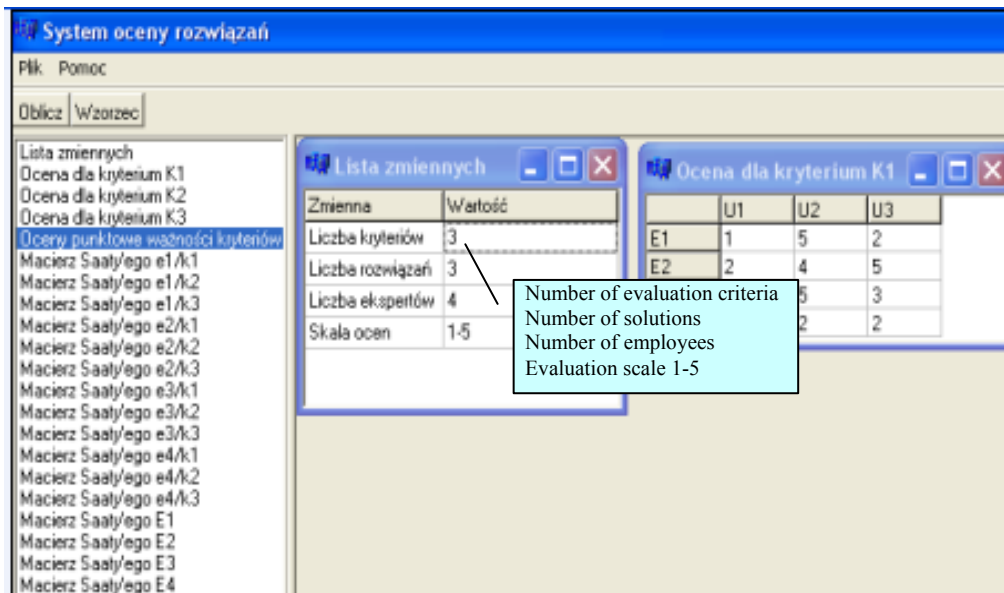 System oceny rozwiązań
Plik Pomoc
Oblicz Wzorzec
Lista zmiennych
Ocena dla kryterium K1
Ocena dla kryterium K2
Ocena dla kryterium K3
Oceny punktowe ważności kryteriów
Macierz Saaty'ego e1/k1
Macierz Saaty'ego e1/k2
Macierz Saaty'ego e1/k3
Macierz Saaty'ego e2/k1
Macierz Saaty'ego e2/k2
Macierz Saaty'ego e2/k3
Macierz Saaty'ego e3/k1
Macierz Saaty'ego e3/k2
Macierz Saaty'ego e3/k3
Macierz Saaty'ego e4/k1
Macierz Saaty'ego e4/k2
Macierz Saaty'ego e4/k3
Macierz Saaty'ego E1
Macierz Saaty'ego E2
Macierz Saaty'ego E3
Macierz Saaty'ego E4
Lista zmiennych
Zmienna Wartość
Liczba kryteriów 3
Liczba rozwiązań 3
Liczba ekspertów 4
Skala ocen 1-5
Ocena dla kryterium K1
U1 U2 U3
E1 1 5 2
E2 2 4 5
5 3
2 2
Number of evaluation criteria
Number of solutions
Number of employees
Evaluation scale 1-5